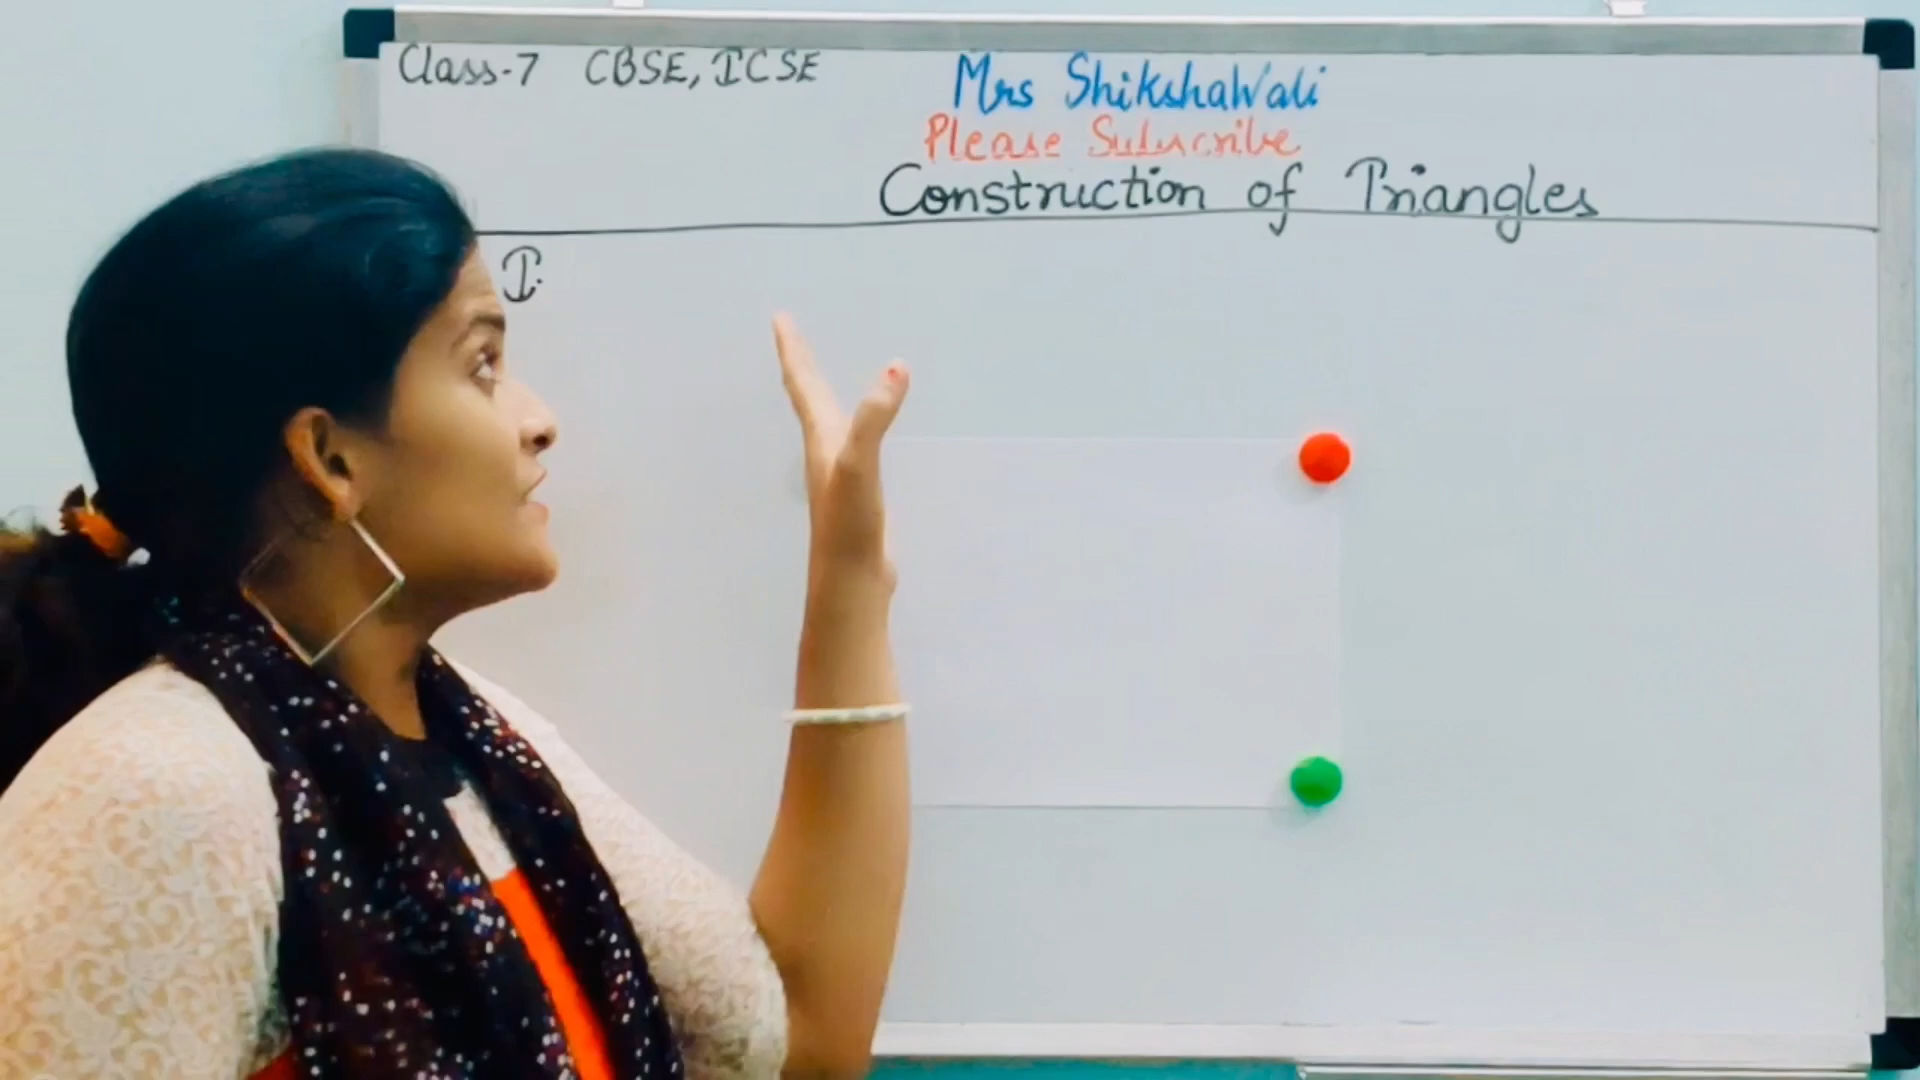 Class-7 CBSE, ICSE
Mrs ShikshaWali
Please Subscribe
Construction of Triangles
I.